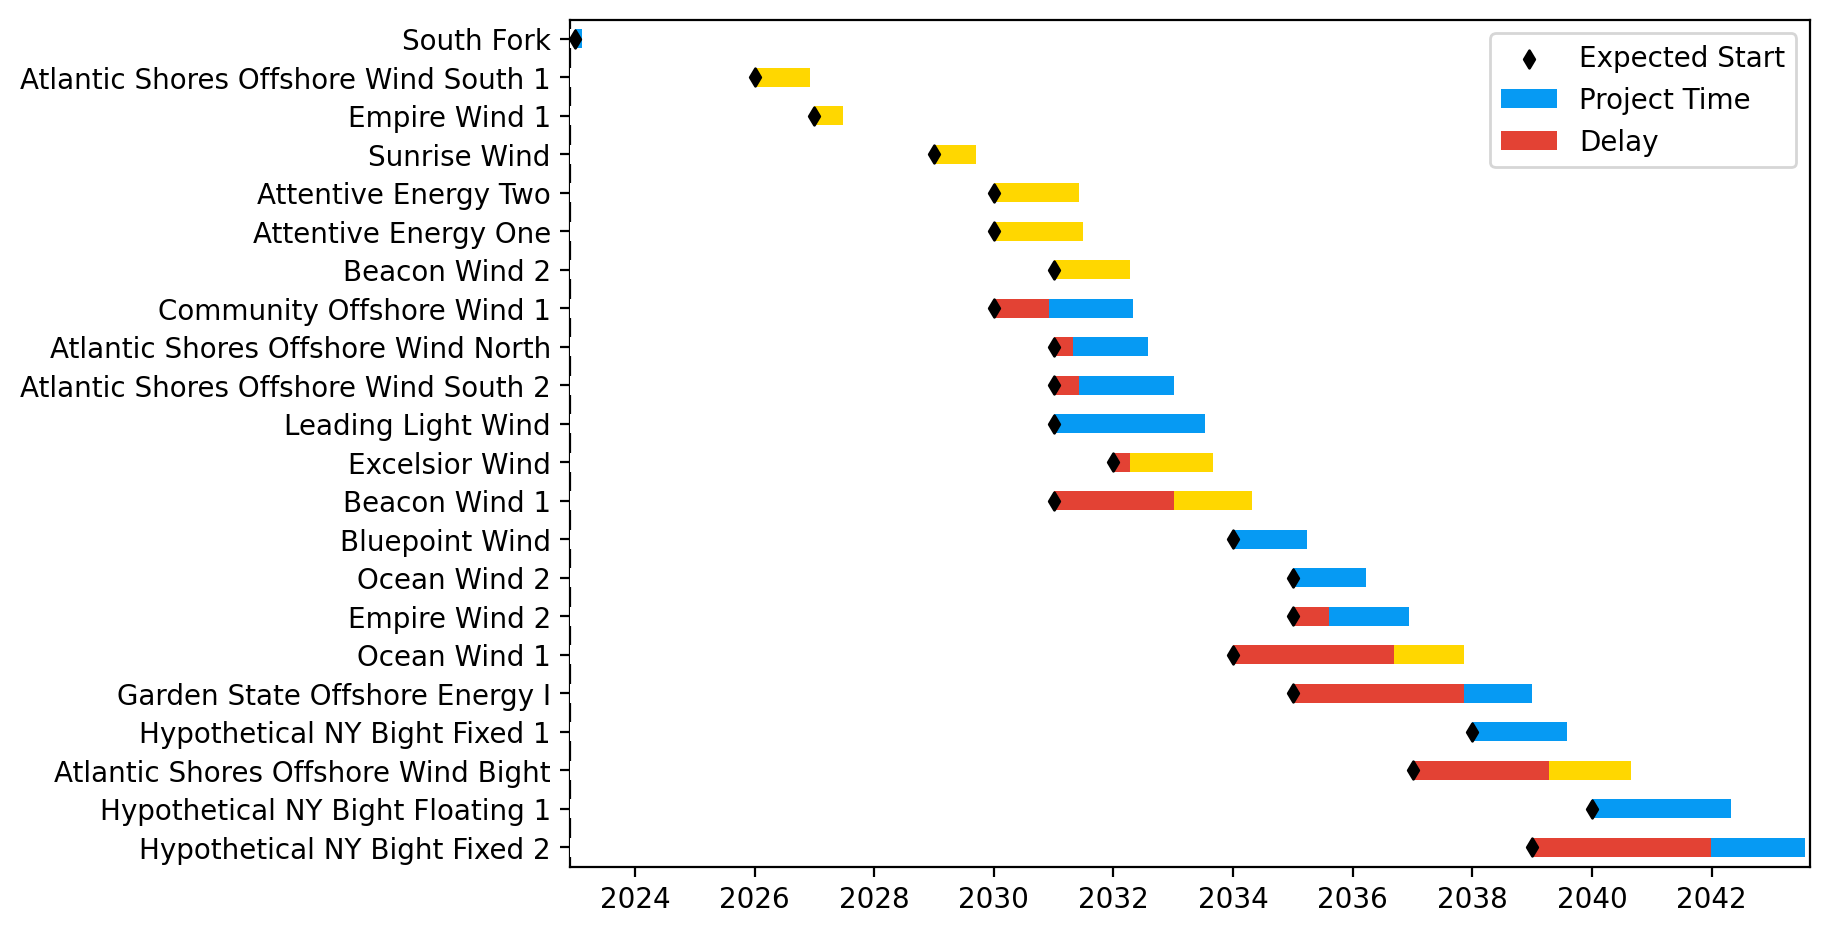 South Fork
Atlantic Shores Offshore Wind South 1
Empire Wind 1
Sunrise Wind
Attentive Energy Two
Attentive Energy One
Beacon Wind 2
Community Offshore Wind 1
Atlantic Shores Offshore Wind North
Atlantic Shores Offshore Wind South 2
Leading Light Wind
Excelsior Wind
Beacon Wind 1
Bluepoint Wind
Ocean Wind 2
Empire Wind 2
Ocean Wind 1
Garden State Offshore Energy I
Hypothetical NY Bight Fixed 1
Atlantic Shores Offshore Wind Bight
Hypothetical NY Bight Floating 1
Hypothetical NY Bight Fixed 2
Expected Start
Project Time
Delay
2024 2026 2028 2030 2032 2034 2036 2038 2040 2042